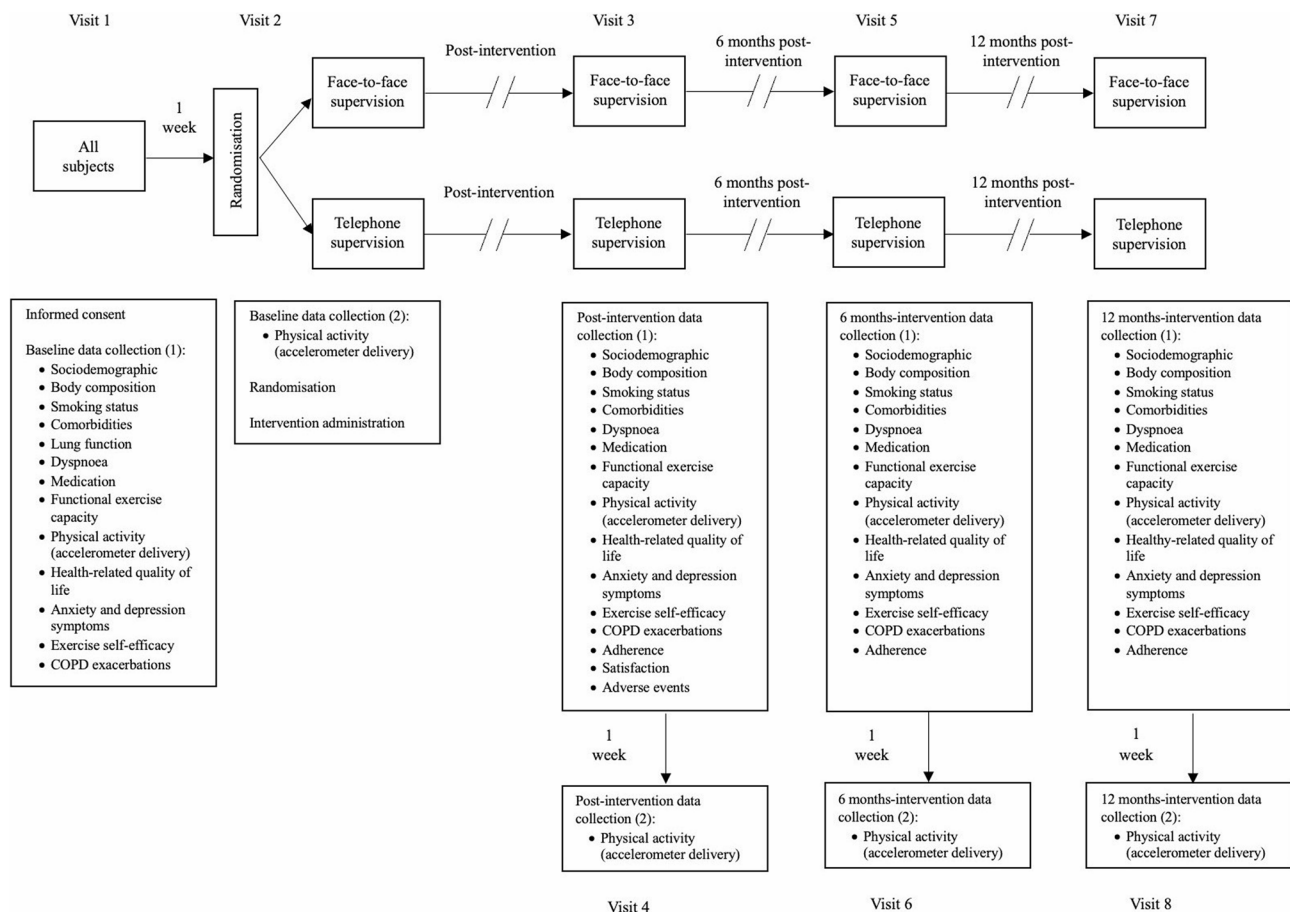 Visit 1
Visit 2
Visit 3
Visit 5
Visit 7
All
subjects
1
week
Randomisation
Face-to-face
supervision
Post-intervention
Face-to-face
supervision
6 months post-
intervention
Face-to-face
supervision
12 months post-
intervention
Face-to-face
supervision
Telephone
supervision
Post-intervention
Telephone
supervision
6 months post-
intervention
Telephone
supervision
12 months post-
intervention
Telephone
supervision
Informed consent
Baseline data collection (1):
• Sociodemographic
• Body composition
• Smoking status
• Comorbidities
• Lung function
• Dyspnoea
• Medication
• Functional exercise
capacity
• Physical activity
(accelerometer delivery)
• Health-related quality of
life
• Anxiety and depression
symptoms
• Exercise self-efficacy
• COPD exacerbations
Baseline data collection (2):
• Physical activity
(accelerometer delivery)
Randomisation
Intervention administration
Post-intervention data
collection (1):
• Sociodemographic
• Body composition
• Smoking status
• Comorbidities
• Dyspnoea
• Medication
• Functional exercise
capacity
• Physical activity
(accelerometer delivery)
• Health-related quality of
life
• Anxiety and depression
symptoms
• Exercise self-efficacy
• COPD exacerbations
• Adherence
• Satisfaction
• Adverse events
1
week
Post-intervention data
collection (2):
• Physical activity
(accelerometer delivery)
Visit 4
6 months-intervention data
collection (1):
• Sociodemographic
• Body composition
• Smoking status
• Comorbidities
• Dyspnoea
• Medication
• Functional exercise
capacity
• Physical activity
(accelerometer delivery)
• Health-related quality of
life
• Anxiety and depression
symptoms
• Exercise self-efficacy
• COPD exacerbations
• Adherence
1
week
6 months-intervention data
collection (2):
• Physical activity
(accelerometer delivery)
Visit 6
12 months-intervention data
collection (1):
• Sociodemographic
• Body composition
• Smoking status
• Comorbidities
• Dyspnoea
• Medication
• Functional exercise
capacity
• Physical activity
(accelerometer delivery)
• Healthy-related quality of
life
• Anxiety and depression
symptoms
• Exercise self-efficacy
• COPD exacerbations
• Adherence
1
week
12 months-intervention data
collection (2):
• Physical activity
(accelerometer delivery)
Visit 8